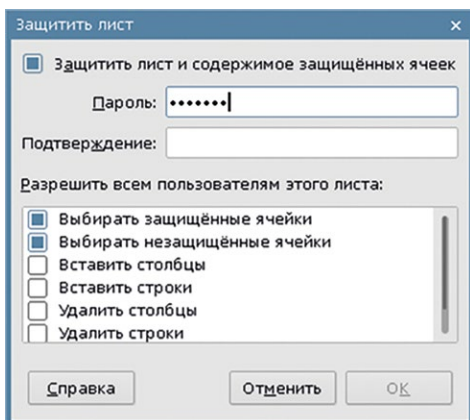 Защитить лист
Защитить лист и содержимое защищённых ячеек
Пароль: •••••••
Подтверждение:
Разрешить всем пользователям этого листа:
Выбирать защищённые ячейки
Выбирать незащищённые ячейки
Вставить столбцы
Вставить строки
Удалить столбцы
Удалить строки
Справка Отменить ОК